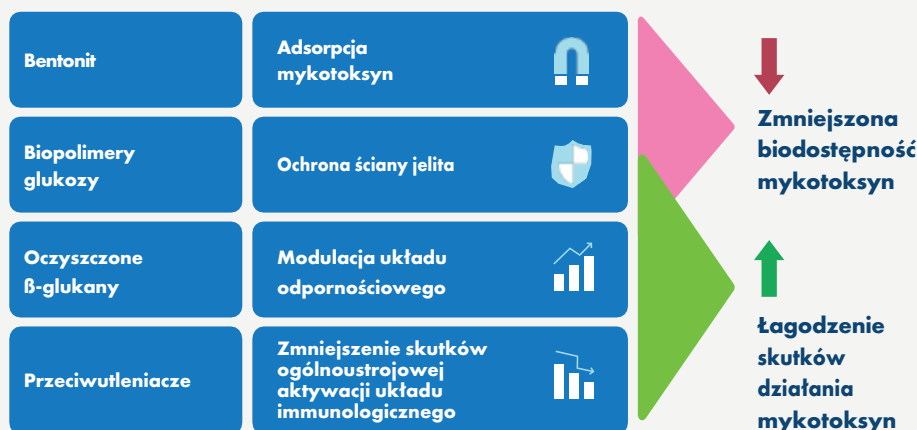 Bentonit
Adsorpcja
mykotoksyn
Biopolimery
glukozy
Ochrona ściany jelita
Oczyszczone
ß-glukany
Modulacja układu
odpornościowego
Przeciwutleniacze
Zmniejszenie skutków
ogólnoustrojowej
aktywacji układu
immunologicznego
Zmniejszona
biodostępność
mykotoksyn
Łagodzenie
skutków
działania
mykotoksyn